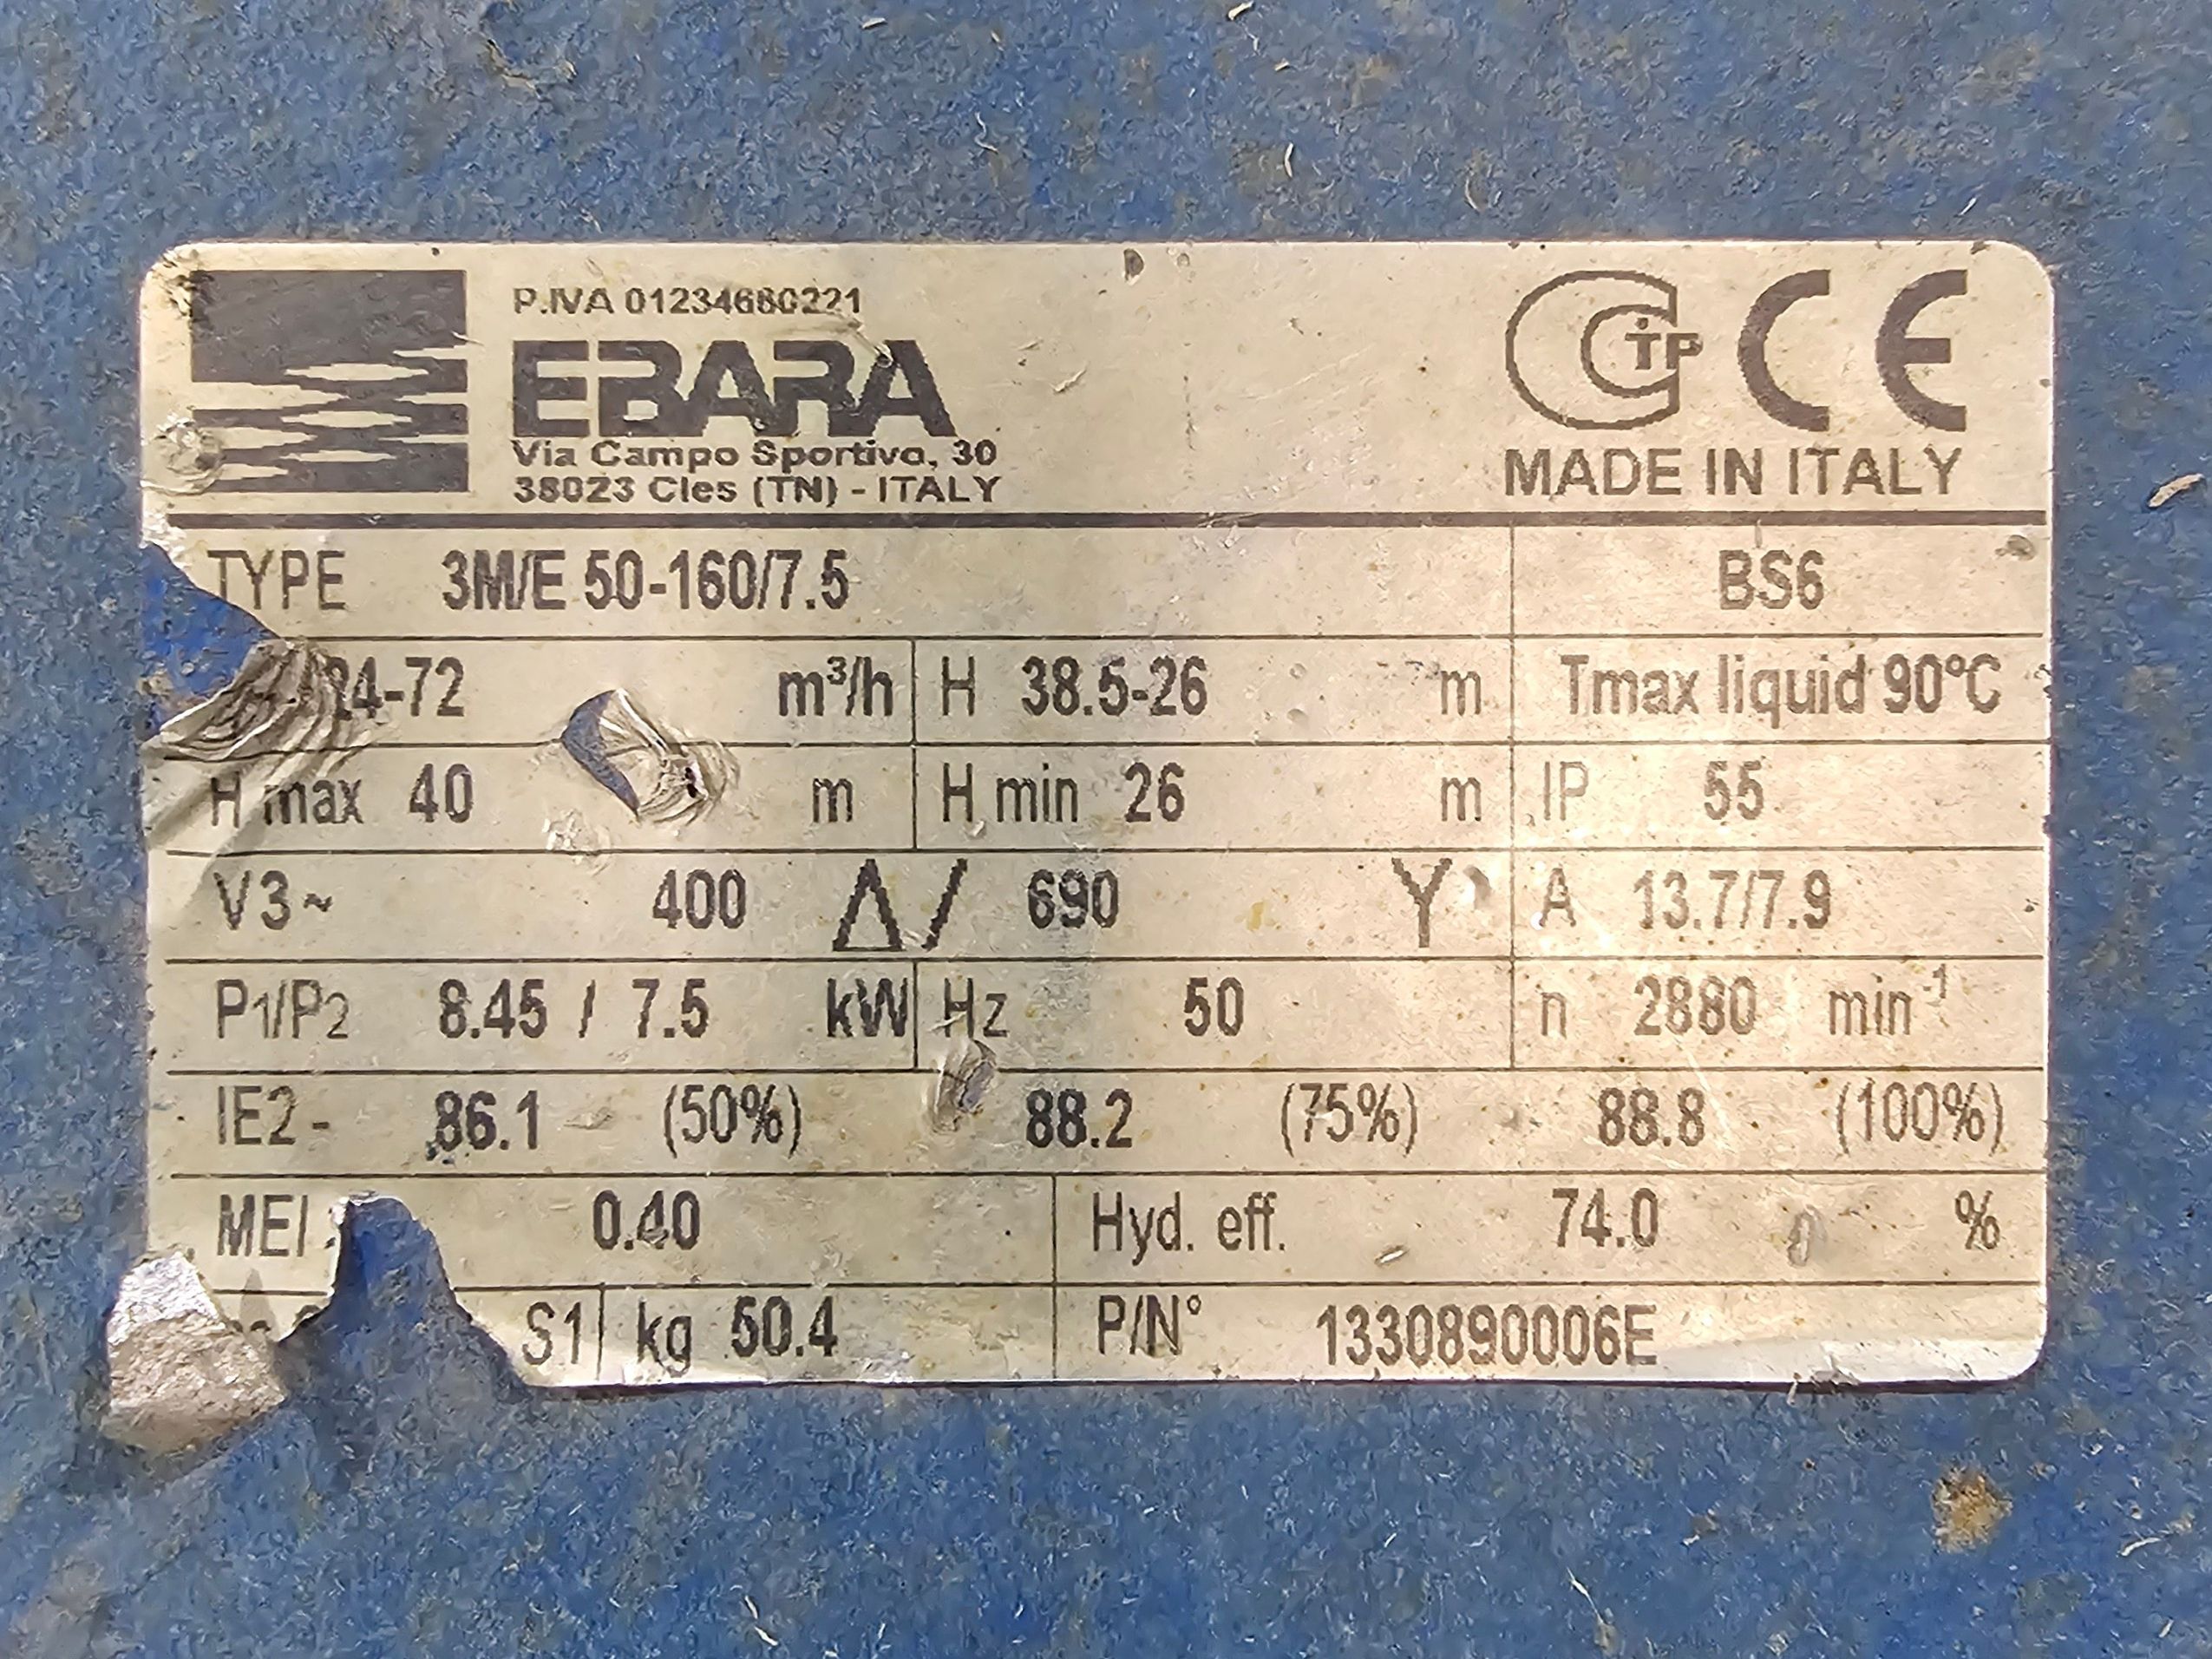 P.IVA 01234660221
EBARA
Via Campo Sportivo, 30
38023 Cles (TN) - ITALY
CE
MADE IN ITALY
TYPE 3M/E 50-160/7.5 BS6
24-72 m³/h H 38.5-26 m Tmax liquid 90°C
H max 40 m H min 26 m IP 55
V3~ 400 Δ / 690 Y A 13.7/7.9
P1/P2 8.45 / 7.5 kW Hz 50 n 2880 min-1
IE2 - 86.1 (50%) 88.2 (75%) 88.8 (100%)
MEI 0.40 Hyd. eff. 74.0 %
S1 kg 50.4 P/N° 1330890006E